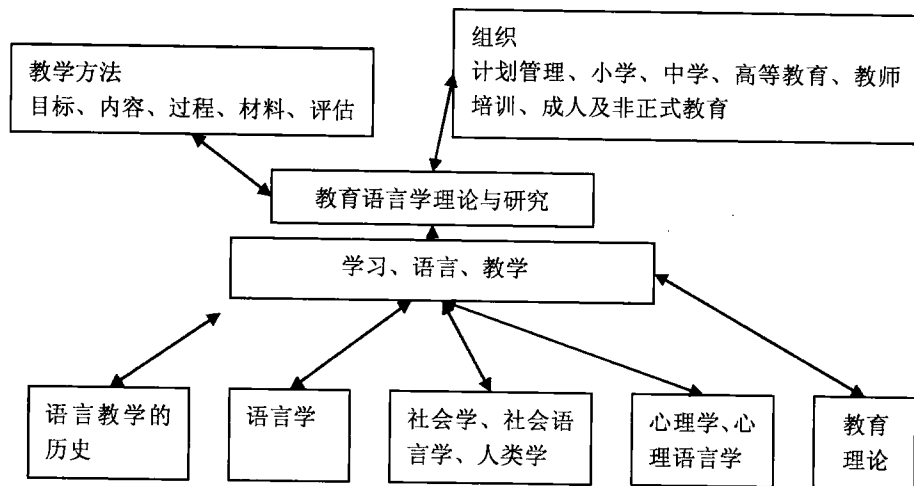 组织
计划管理、小学、中学、高等教育、教师
培训、成人及非正式教育
教学方法
目标、内容、过程、材料、评估
教育语言学理论与研究
学习、语言、教学
语言教学的
历史
语言学
社会学、社会语
言学、人类学
心理学、心
理语言学
教育
理论